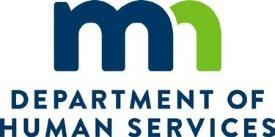 mn
DEPARTMENT OF
HUMAN SERVICES